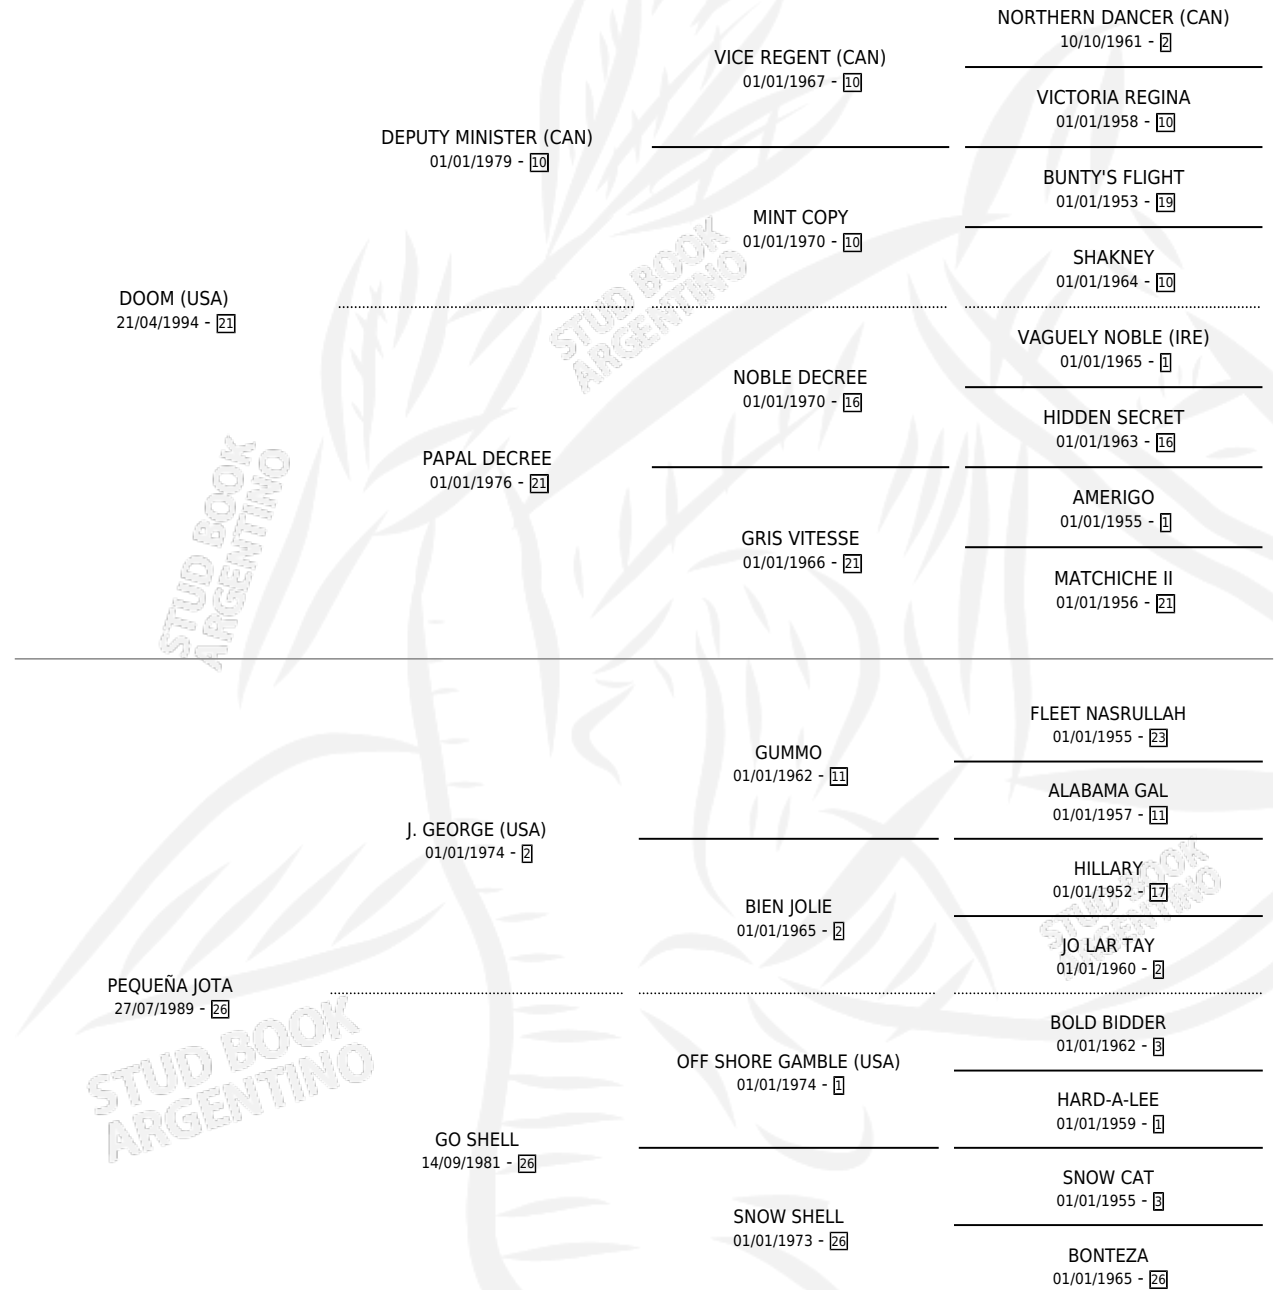 NORTHERN DANCER (CAN)
10/10/1961 - 2
VICE REGENT (CAN)
01/01/1967 - 10
VICTORIA REGINA
01/01/1958 - 10
DEPUTY MINISTER (CAN)
01/01/1979 - 10
BUNTY'S FLIGHT
01/01/1953 - 19
MINT COPY
01/01/1970 - 10
SHAKNEY
01/01/1964 - 10
DOOM (USA)
21/04/1994 - 21
STUD BOOK
ARGENTINO
VAGUELY NOBLE (IRE)
01/01/1965 - 1
NOBLE DECREE
01/01/1970 - 16
HIDDEN SECRET
01/01/1963 - 16
PAPAL DECREE
01/01/1976 - 21
AMERIGO
01/01/1955 - 1
GRIS VITESSE
01/01/1966 - 21
MATCHICHE II
01/01/1956 - 21
STUD BOOK
ARGENTINO
FLEET NASRULLAH
01/01/1955 - 23
GUMMO
01/01/1962 - 11
ALABAMA GAL
01/01/1957 - 11
J. GEORGE (USA)
01/01/1974 - 2
HILLARY
01/01/1952 - 17
BIEN JOLIE
01/01/1965 - 2
JO LAR TAY
01/01/1960 - 2
STUD BOOK
ARGENTINO
PEQUEÑA JOTA
27/07/1989 - 26
BOLD BIDDER
01/01/1962 - 3
OFF SHORE GAMBLE (USA)
01/01/1974 - 1
HARD-A-LEE
01/01/1959 - 1
GO SHELL
14/09/1981 - 26
SNOW CAT
01/01/1955 - 3
SNOW SHELL
01/01/1973 - 26
BONTEZA
01/01/1965 - 26
STUD BOOK
ARGENTINO